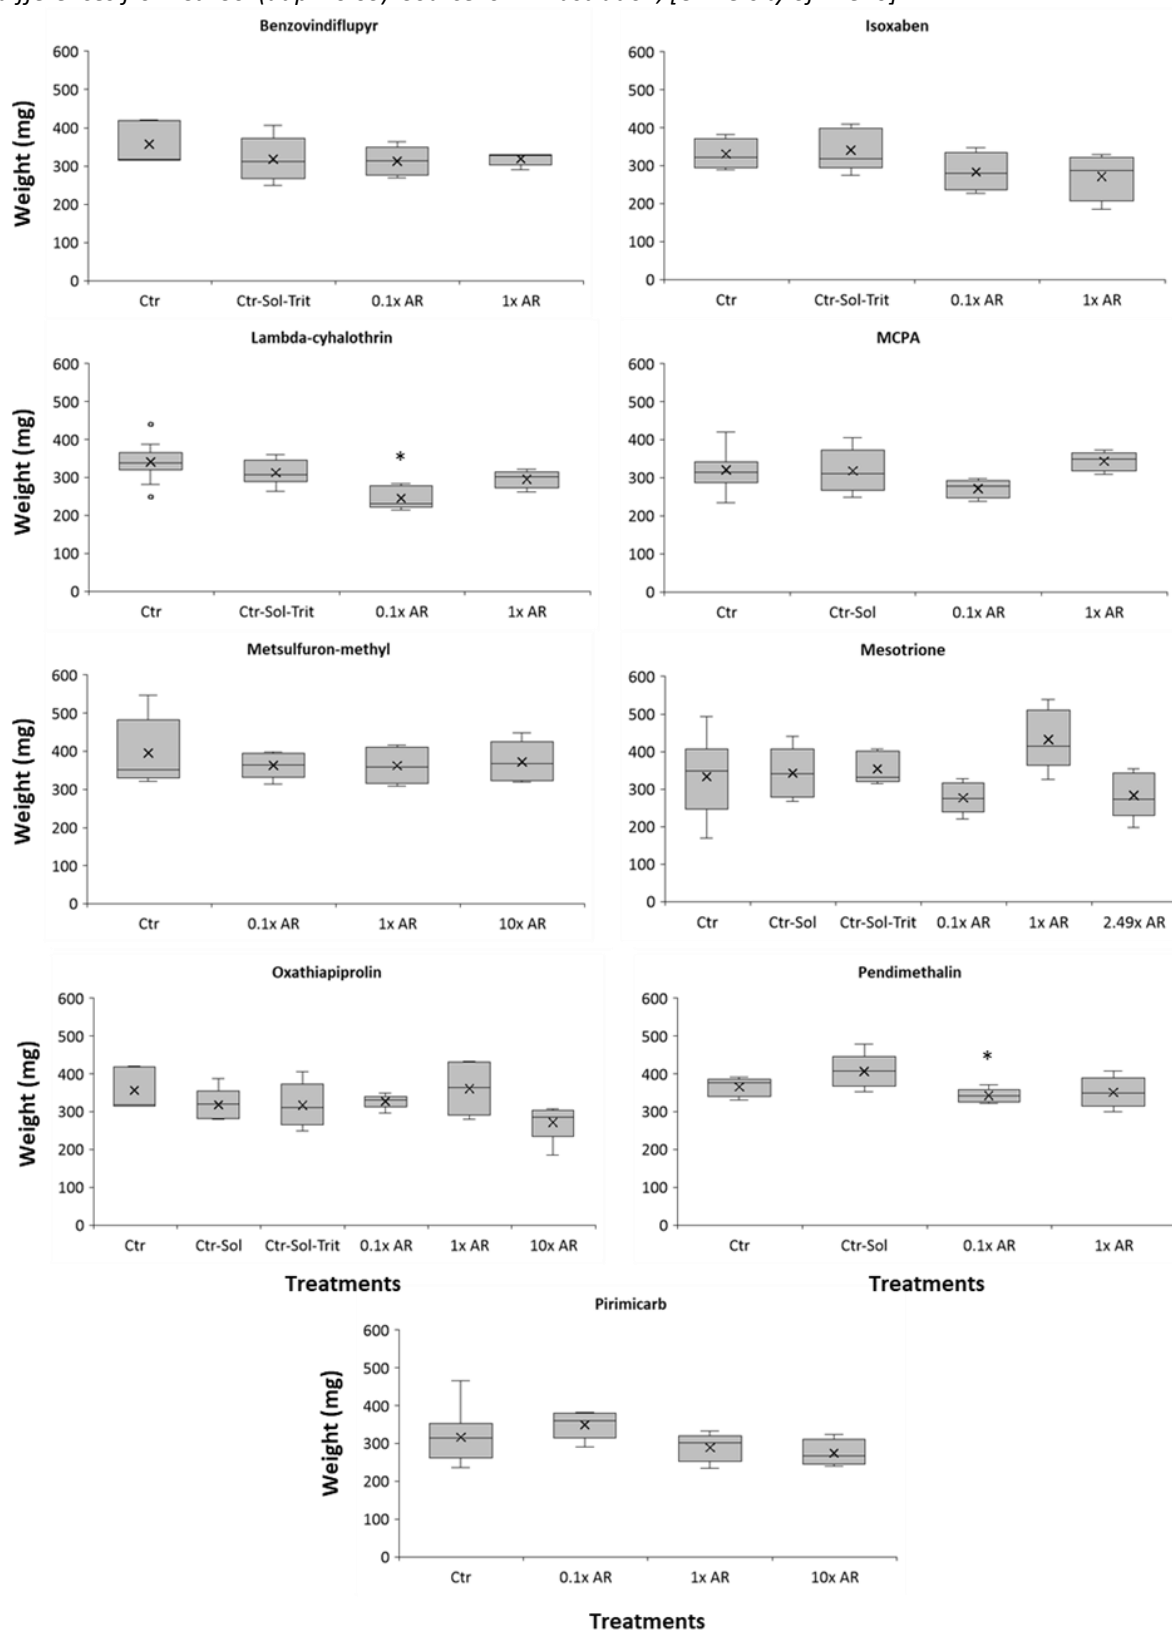 Benzovindiflupyr
Isoxaben
Weight (mg)
600
500
400
300
200
100
0
Ctr
Ctr-Sol-Trit
0.1x AR
1x AR
600
500
400
300
200
100
0
Ctr
Ctr-Sol-Trit
0.1x AR
1x AR
Lambda-cyhalothrin
MCPA
Weight (mg)
600
500
400
300
200
100
0
*
Ctr
Ctr-Sol-Trit
0.1x AR
1x AR
600
500
400
300
200
100
0
Ctr
Ctr-Sol
0.1x AR
1x AR
Metsulfuron-methyl
Mesotrione
Weight (mg)
600
500
400
300
200
100
0
Ctr
0.1x AR
1x AR
10x AR
600
500
400
300
200
100
0
Ctr
Ctr-Sol
Ctr-Sol-Trit
0.1x AR
1x AR
2.49x AR
Oxathiapiprolin
Pendimethalin
Weight (mg)
600
500
400
300
200
100
0
Ctr
Ctr-Sol
Ctr-Sol-Trit
0.1x AR
1x AR
10x AR
Treatments
600
500
400
300
200
100
0
*
Ctr
Ctr-Sol
0.1x AR
1x AR
Treatments
Pirimicarb
Weight (mg)
600
500
400
300
200
100
0
Ctr
0.1x AR
1x AR
10x AR
Treatments